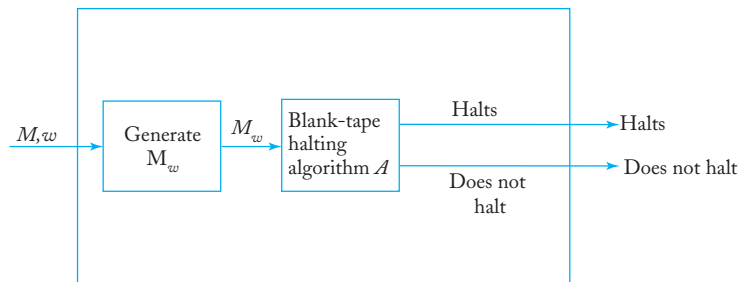 M,w
Generate
M_w
M_w
Blank-tape
halting
algorithm A
Halts
Does not
halt
Halts
Does not halt